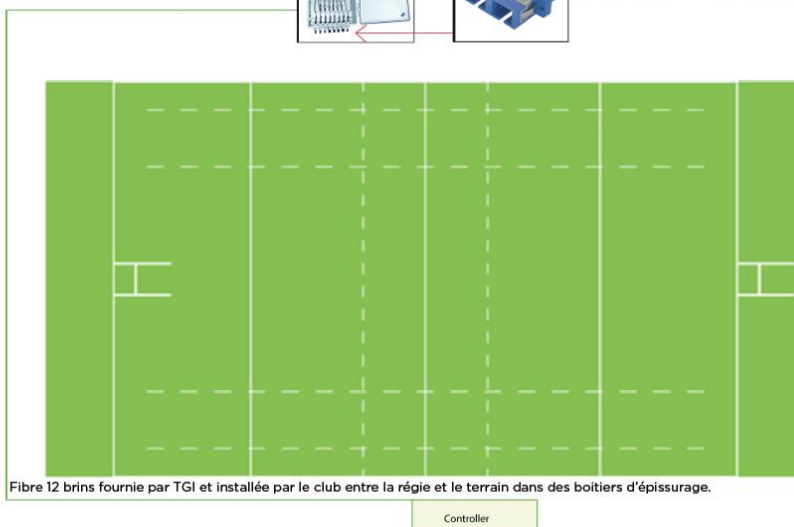 Fibre 12 brins fournie par TGI et installée par le club entre la régie et le terrain dans des boitiers d'épissurage.
Controller